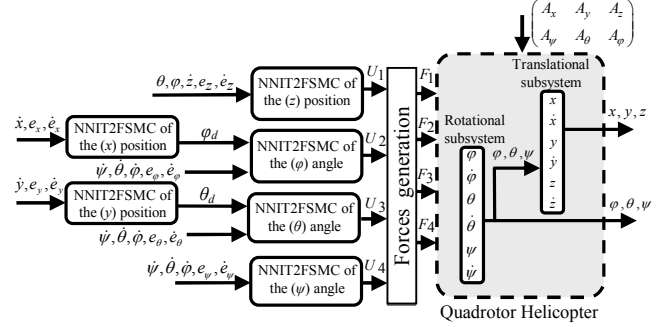 ( A_x A_y A_z
A_ψ A_θ A_φ )
θ, φ, ż, e_z, ė_z
NNIT2FSMC of
the (z) position
U_1
F_1
Translational
subsystem
ẋ, e_x, ė_x
NNIT2FSMC of
the (x) position
φ_d
ψ̇, θ̇, φ̇, e_φ, ė_φ
NNIT2FSMC of
the (φ) angle
U_2
F_2
Rotational
subsystem
x
ẋ
y
ẏ
z
ż
x, y, z
ẏ, e_y, ė_y
NNIT2FSMC of
the (y) position
θ_d
ψ̇, θ̇, φ̇, e_θ, ė_θ
NNIT2FSMC of
the (θ) angle
U_3
Forces generation
F_3
F_4
φ
φ̇
θ
θ̇
ψ
ψ̇
φ, θ, ψ
φ, θ, ψ
ψ̇, θ̇, φ̇, e_ψ, ė_ψ
NNIT2FSMC of
the (ψ) angle
U_4
Quadrotor Helicopter